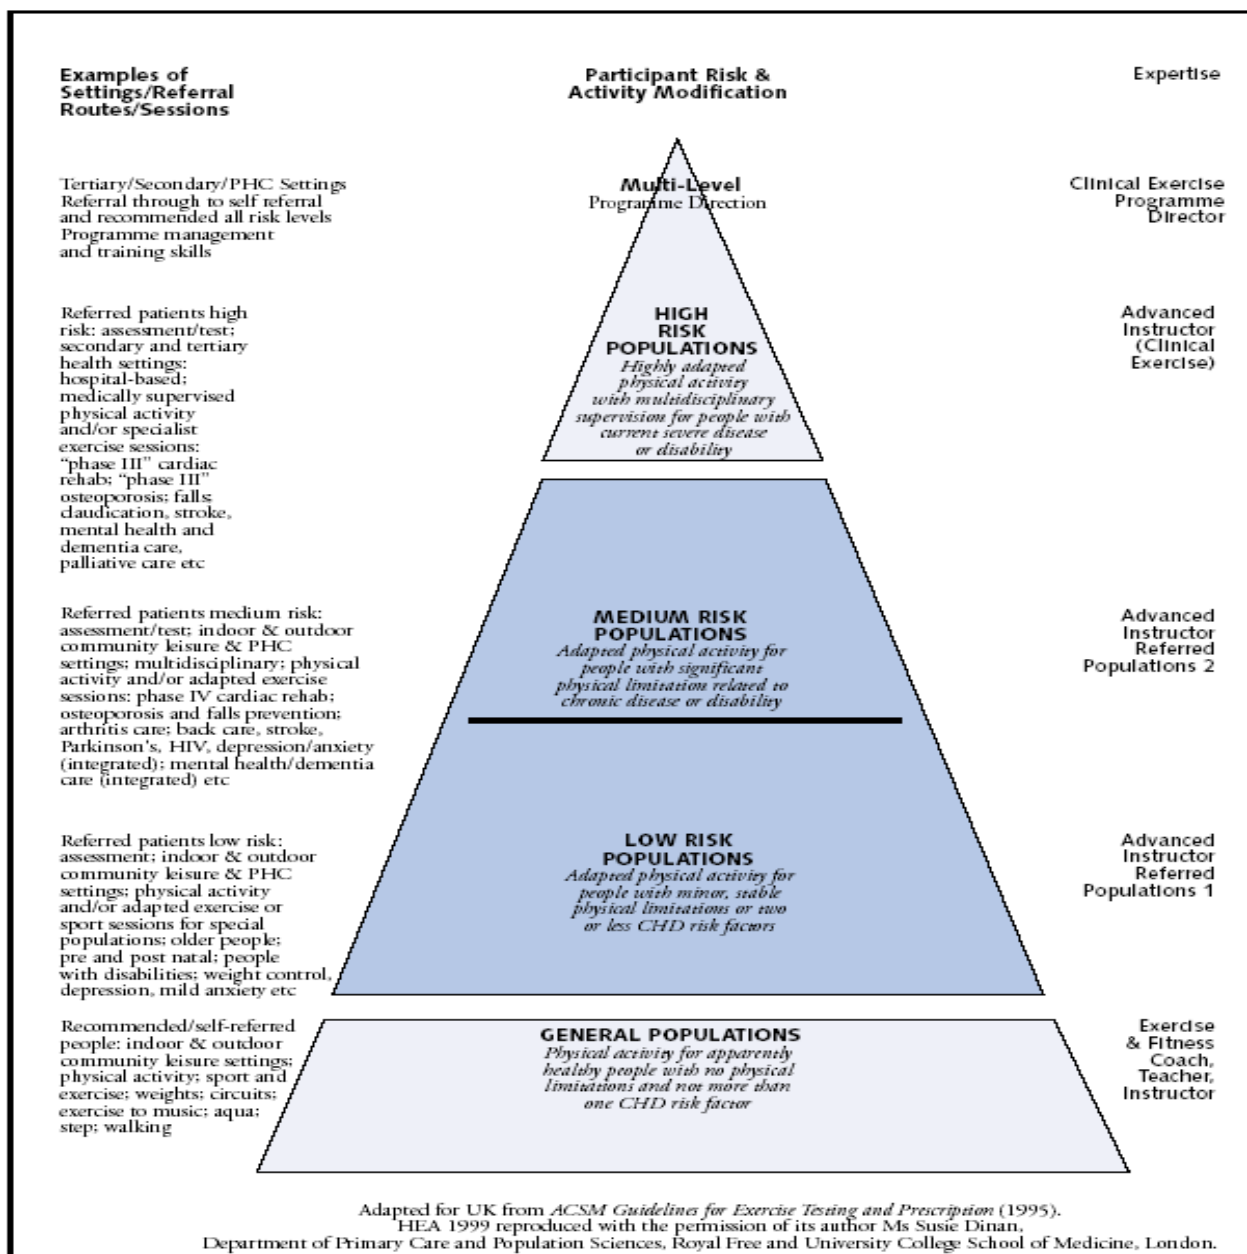 Examples of
Settings/Referral
Routes/Sessions
Participant Risk &
Activity Modification
Expertise
Tertiary/Secondary/PHC Settings
Referral through to self referral
and recommended all risk levels
Programme management
and training skills
Multi-Level
Programme Direction
Clinical Exercise
Programme
Director
Referred patients high
risk: assessment/test;
secondary and tertiary
health settings:
hospital-based;
medically supervised
physical activity
and/or specialist
exercise sessions:
"phase III" cardiac
rehab; "phase III"
osteoporosis; falls;
claudication, stroke,
mental health and
dementia care,
palliative care etc
HIGH
RISK
POPULATIONS
Highly adapted
physical activity
with multidisciplinary
supervision for people with
current severe disease
or disability
Advanced
Instructor
(Clinical
Exercise)
Referred patients medium risk:
assessment/test; indoor & outdoor
community leisure & PHC
settings; multidisciplinary; physical
activity and/or adapted exercise
sessions: phase IV cardiac rehab;
osteoporosis and falls prevention;
arthritis care; back care, stroke,
Parkinson's, HIV, depression/anxiety
(integrated); mental health/dementia
care (integrated) etc
MEDIUM RISK
POPULATIONS
Adapted physical activity for
people with significant
physical limitation related to
chronic disease or disability
Advanced
Instructor
Referred
Populations 2
Referred patients low risk:
assessment; indoor & outdoor
community leisure & PHC
settings; physical activity
and/or adapted exercise or
sport sessions for special
populations; older people;
pre and post natal; people
with disabilities; weight control,
depression, mild anxiety etc
LOW RISK
POPULATIONS
Adapted physical activity for
people with minor, stable
physical limitations or two
or less CHD risk factors
Advanced
Instructor
Referred
Populations 1
Recommended/self-referred
people: indoor & outdoor
community leisure settings;
physical activity; sport and
exercise; weights; circuits;
exercise to music; aqua;
step; walking
GENERAL POPULATIONS
Physical activity for apparently
healthy people with no physical
limitations and not more than
one CHD risk factor
Exercise
& Fitness
Coach,
Teacher,
Instructor
Adapted for UK from ACSM Guidelines for Exercise Testing and Prescription (1995).
HEA 1999 reproduced with the permission of its author Ms Susie Dinan,
Department of Primary Care and Population Sciences, Royal Free and University College School of Medicine, London.